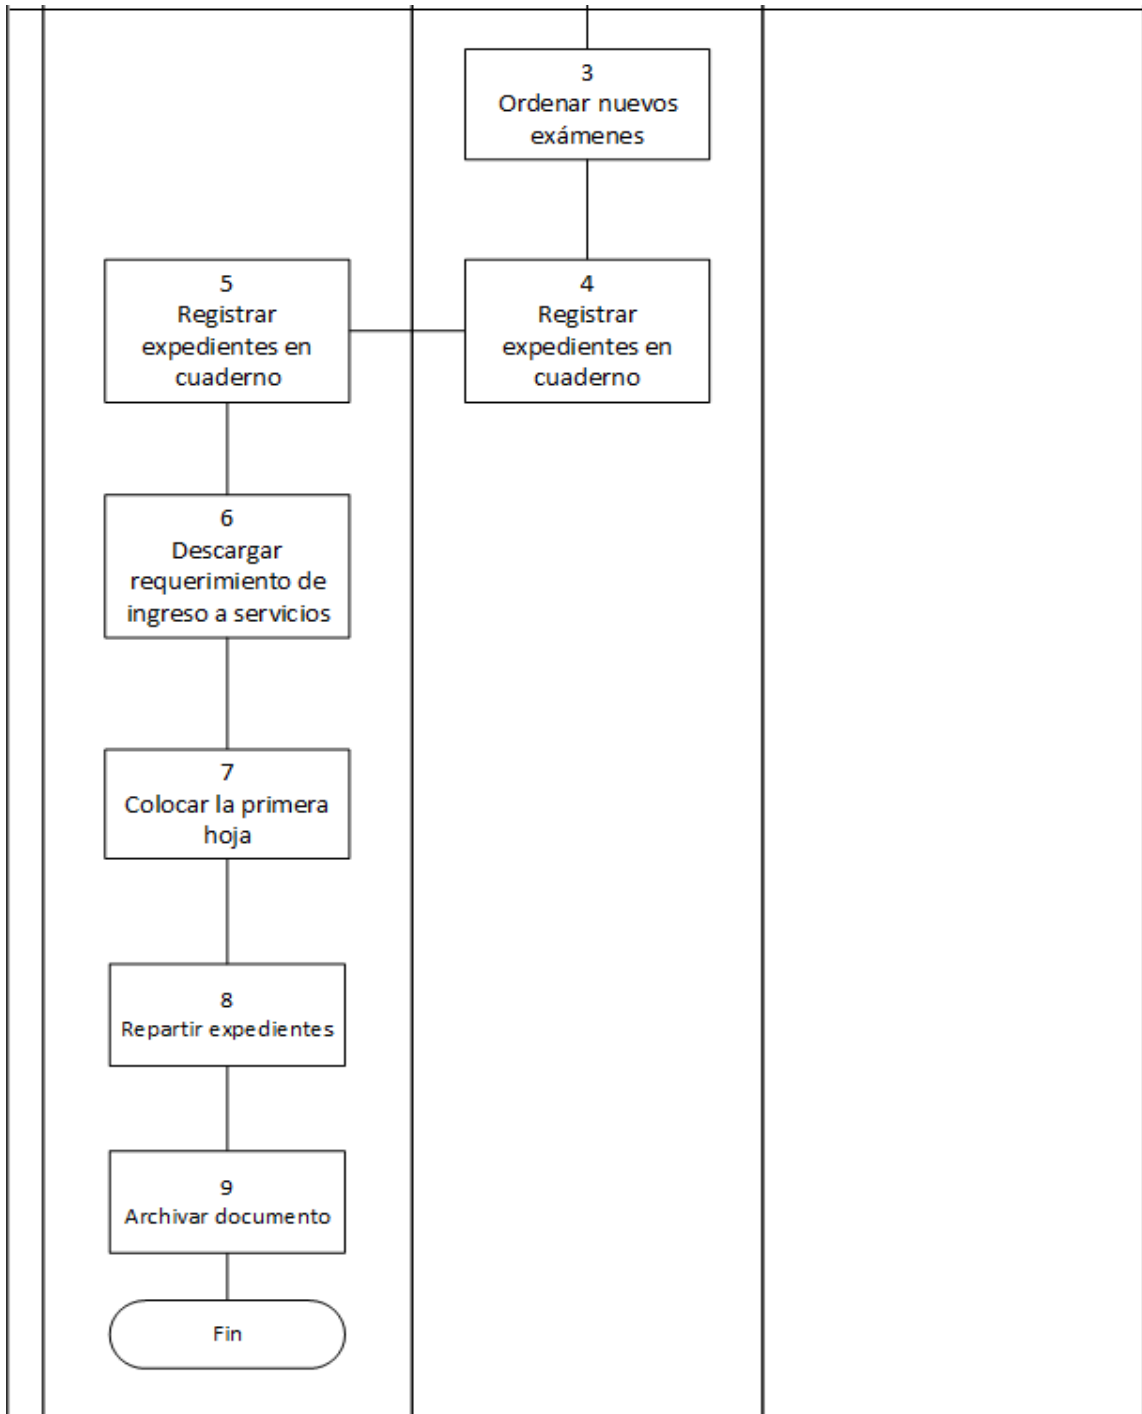 3
Ordenar nuevos
exámenes
4
Registrar
expedientes en
cuaderno
5
Registrar
expedientes en
cuaderno
6
Descargar
requerimiento de
ingreso a servicios
7
Colocar la primera
hoja
8
Repartir expedientes
9
Archivar documento
Fin